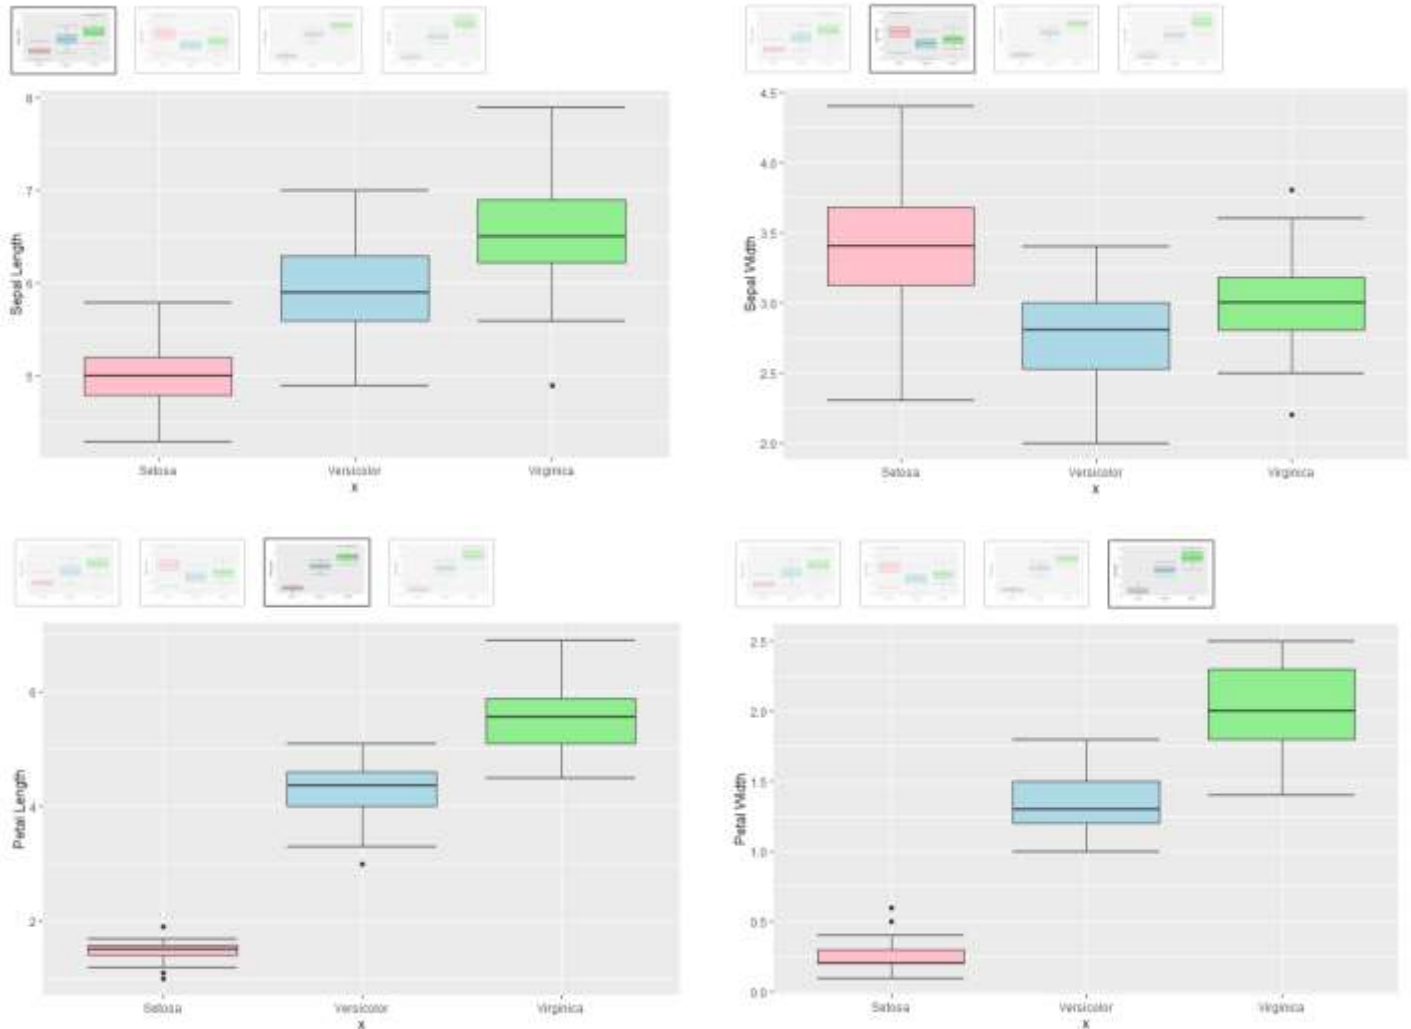 8
7
6
5
Sepal Length
Setosa Versicolor Virginica
x
4.5
4.0
3.5
3.0
2.5
2.0
Sepal Width
Setosa Versicolor Virginica
x
6
4
2
Petal Length
Setosa Versicolor Virginica
x
2.5
2.0
1.5
1.0
0.5
0.0
Petal Width
Setosa Versicolor Virginica
x